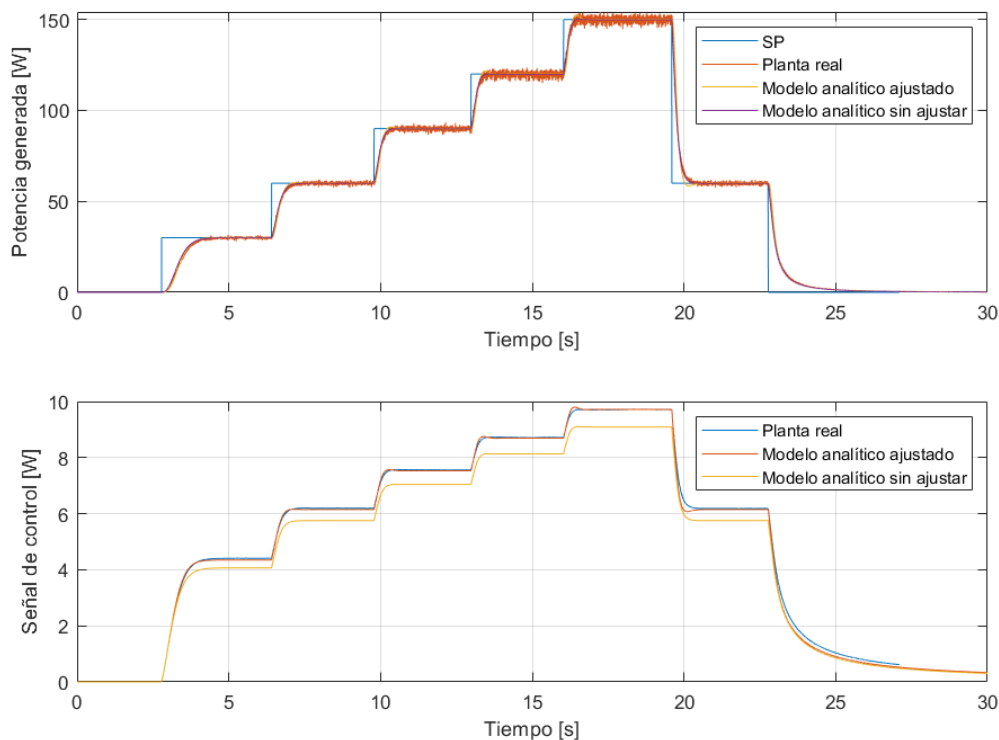 150
100
50
0
Potencia generada [W]
SP
Planta real
Modelo analítico ajustado
Modelo analítico sin ajustar
0 5 10 15 20 25 30
Tiempo [s]
10
8
6
4
2
0
Señal de control [W]
Planta real
Modelo analítico ajustado
Modelo analítico sin ajustar
0 5 10 15 20 25 30
Tiempo [s]